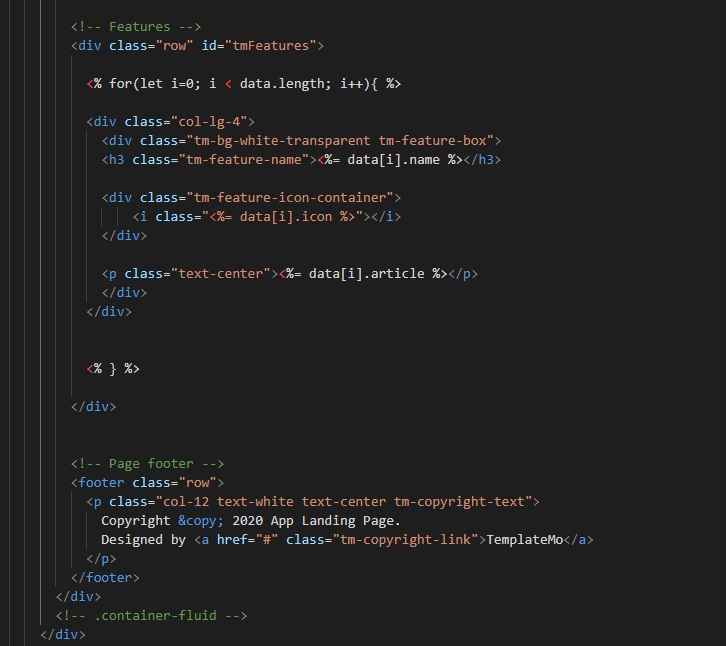 <!-- Features -->
<div class="row" id="tmFeatures">
<% for(let i=0; i < data.length; i++){ %>
<div class="col-lg-4">
<div class="tm-bg-white-transparent tm-feature-box">
<h3 class="tm-feature-name"><%= data[i].name %></h3>
<div class="tm-feature-icon-container">
<i class="<%= data[i].icon %>"></i>
</div>
<p class="text-center"><%= data[i].article %></p>
</div>
</div>
<% } %>
</div>
<!-- Page footer -->
<footer class="row">
<p class="col-12 text-white text-center tm-copyright-text">
Copyright &copy; 2020 App Landing Page.
Designed by <a href="#" class="tm-copyright-link">TemplateMo</a>
</p>
</footer>
</div>
<!-- .container-fluid -->
</div>